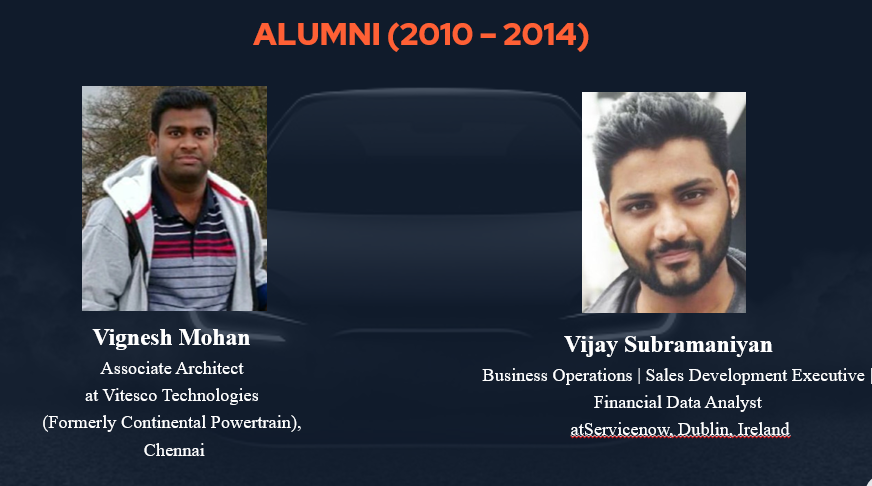 ALUMNI (2010 – 2014)
Vignesh Mohan
Associate Architect
at Vitesco Technologies
(Formerly Continental Powertrain),
Chennai
Vijay Subramaniyan
Business Operations | Sales Development Executive |
Financial Data Analyst
atServicenow, Dublin, Ireland